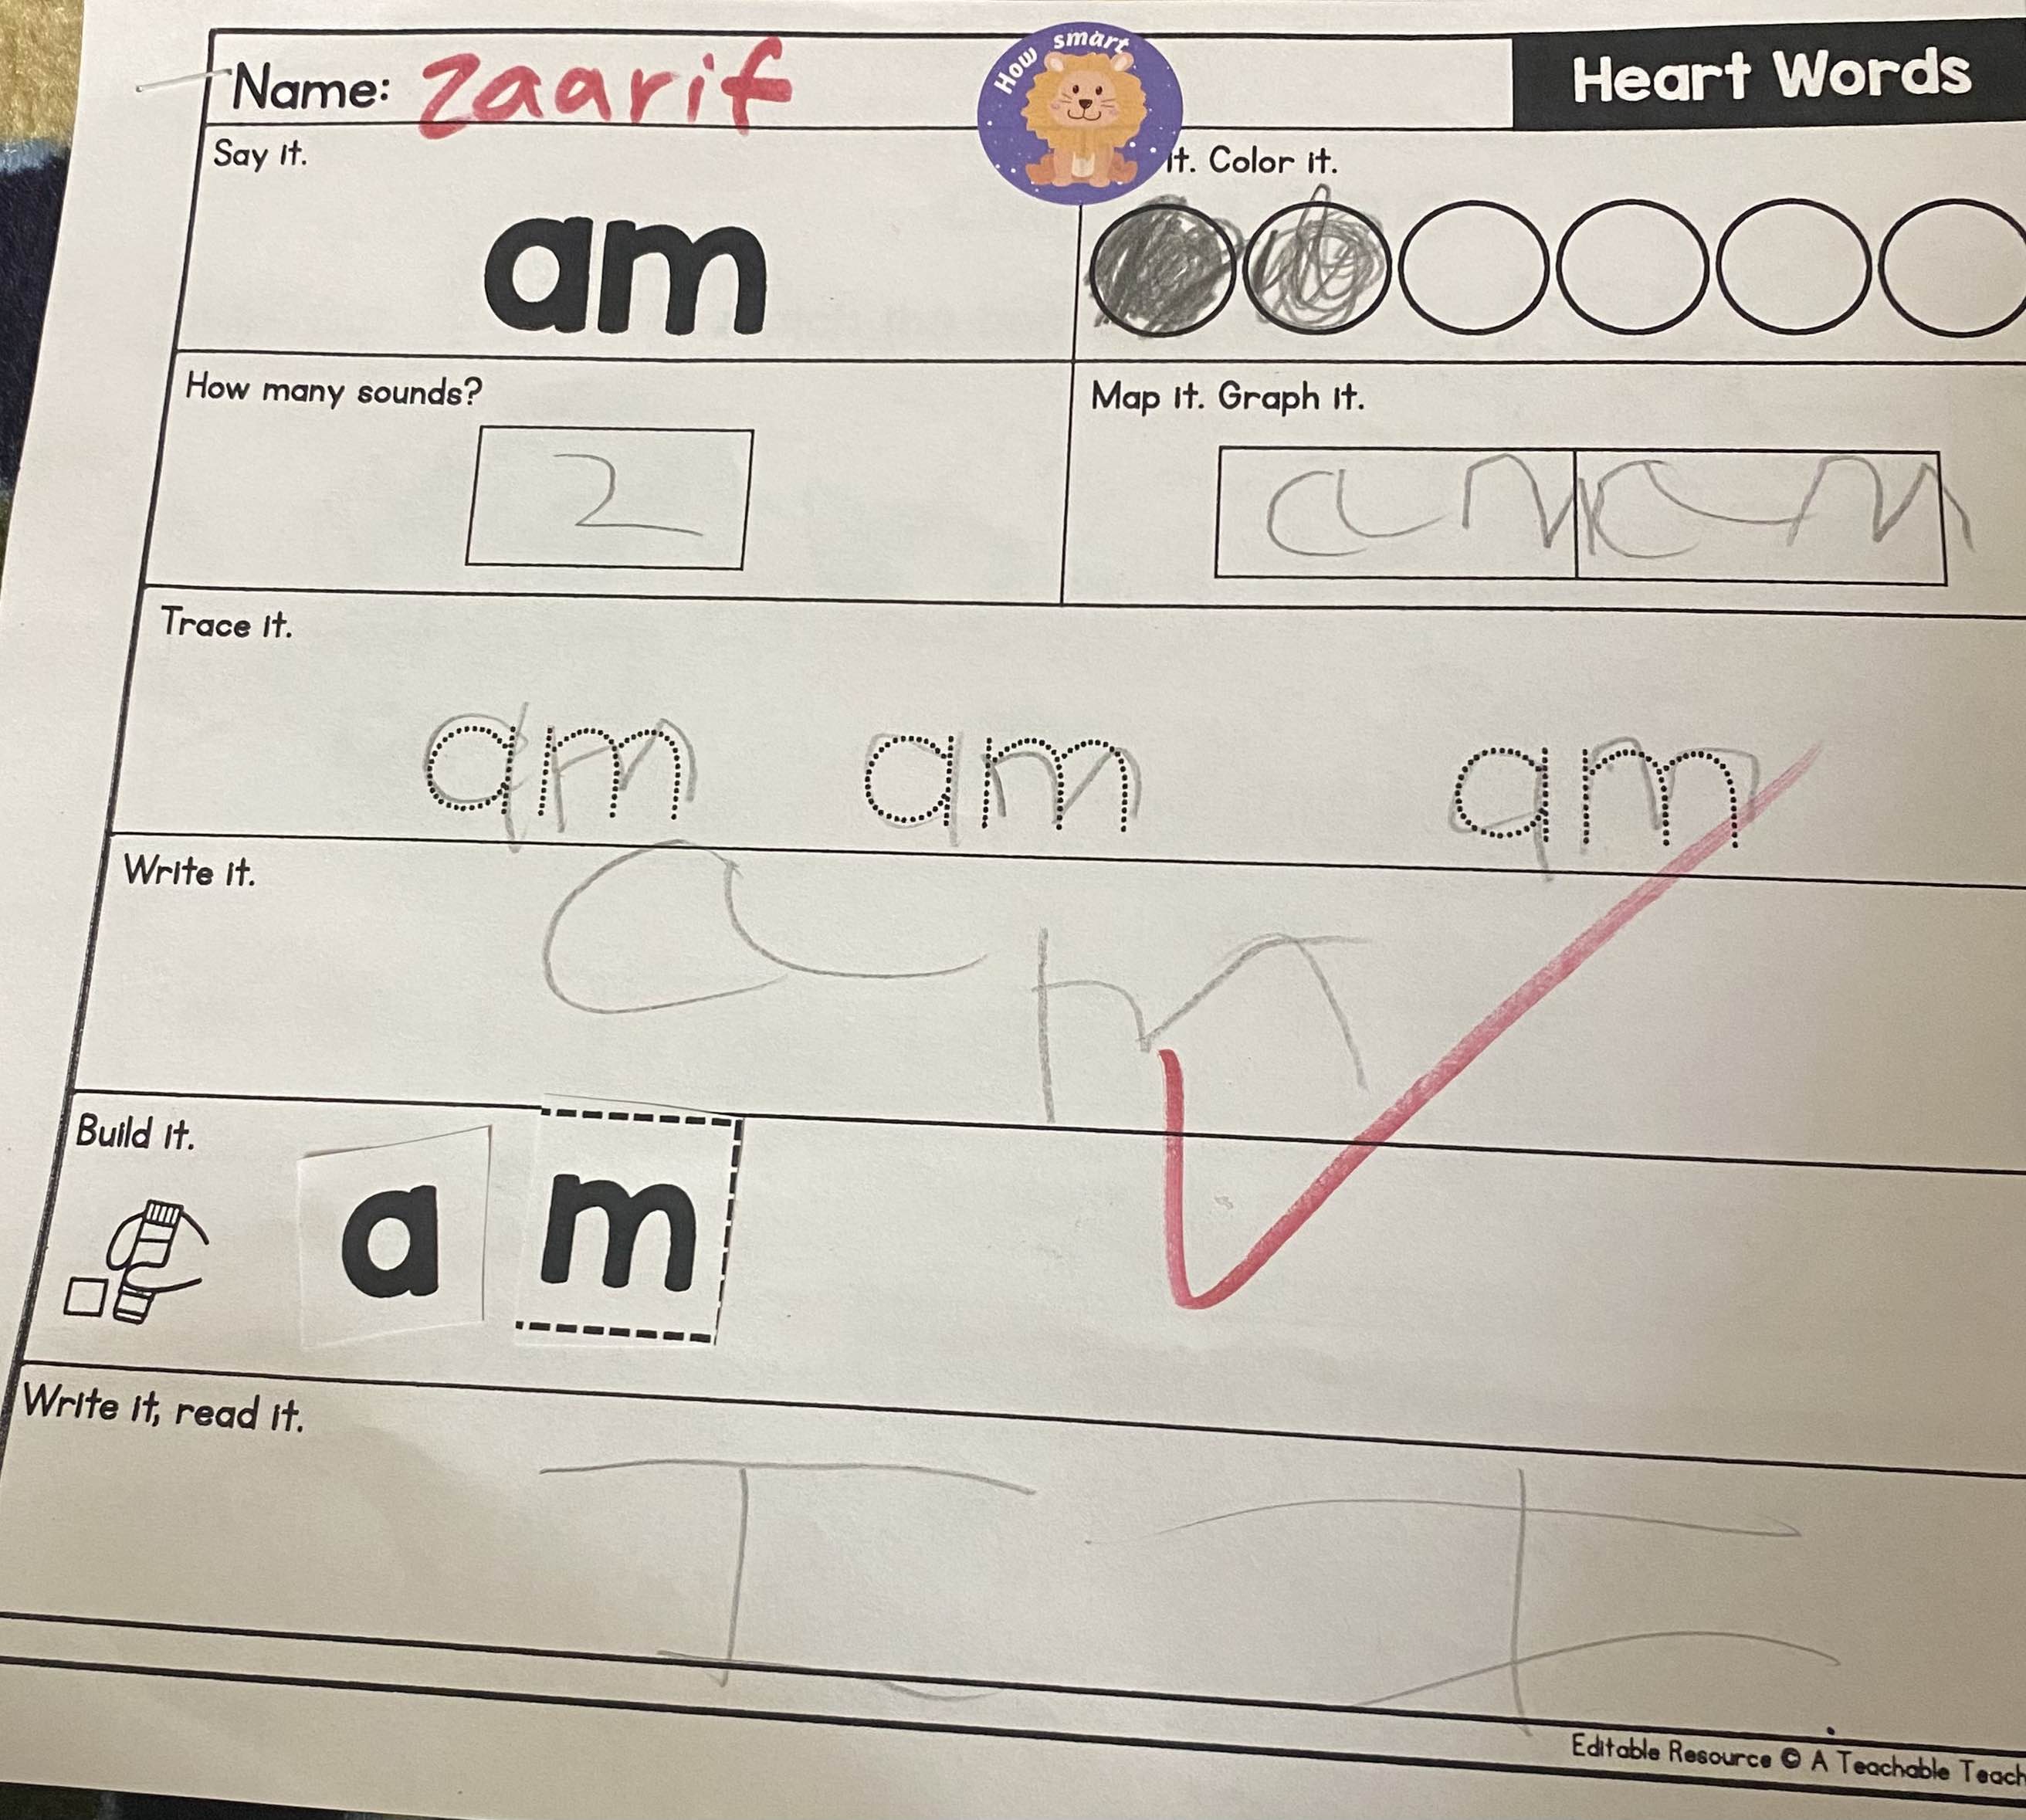 Name: zaarif
How smart
Heart Words
Say it.
it. Color it.
am
How many sounds?
Map it. Graph it.
2
am am
Trace it.
am am am
Write it.
am
Build it.
a m
Write it, read it.
I I
Editable Resource © A Teachable Teach